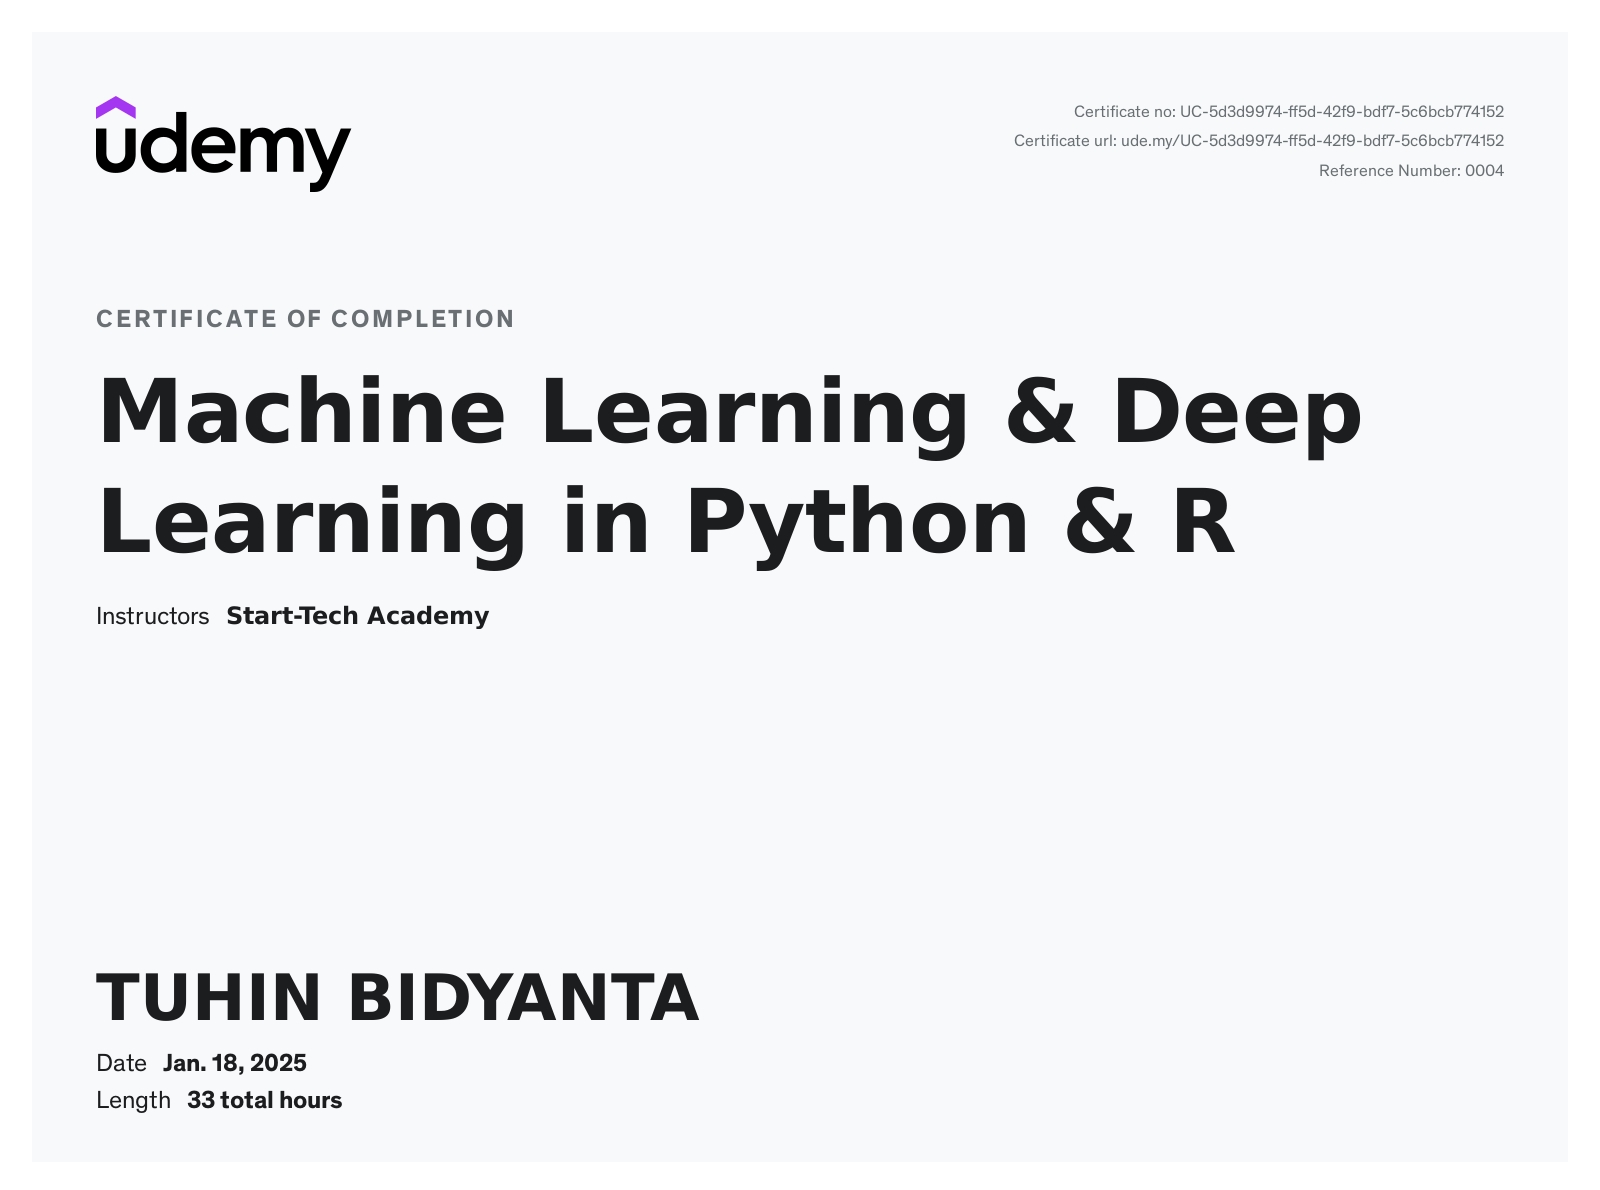 udemy
Certificate no: UC-5d3d9974-ff5d-42f9-bdf7-5c6bcb774152
Certificate url: ude.my/UC-5d3d9974-ff5d-42f9-bdf7-5c6bcb774152
Reference Number: 0004
CERTIFICATE OF COMPLETION
Machine Learning & Deep
Learning in Python & R
Instructors Start-Tech Academy
TUHIN BIDYANTA
Date Jan. 18, 2025
Length 33 total hours